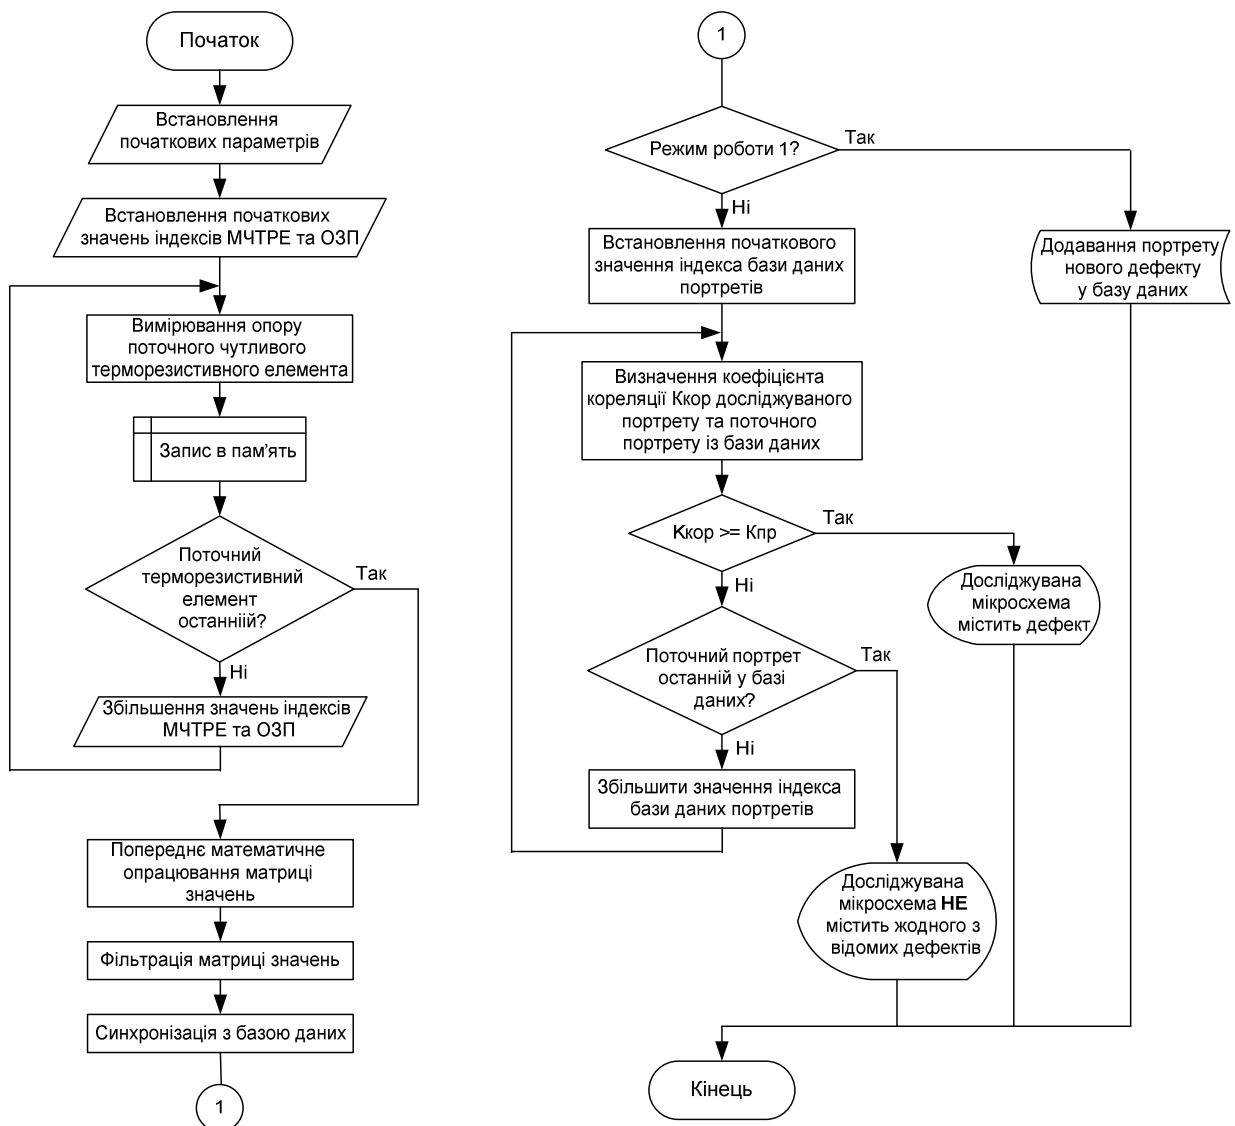 Початок
Встановлення
початкових параметрів
Встановлення початкових
значень індексів МЧТРЕ та ОЗП
Вимірювання опору
поточного чутливого
терморезистивного елемента
Запис в пам'ять
Поточний
терморезистивний
елемент
останніій?
Так
Ні
Збільшення значень індексів
МЧТРЕ та ОЗП
Попереднє математичне
опрацювання матриці
значень
Фільтрація матриці значень
Синхронізація з базою даних
1
1
Режим роботи 1?
Так
Ні
Встановлення початкового
значення індекса бази даних
портретів
Додавання портрету
нового дефекту
у базу даних
Визначення коефіцієнта
кореляції Ккор досліджуваного
портрету та поточного
портрету із бази даних
Ккор >= Кпр
Так
Ні
Досліджувана
мікросхема
містить дефект
Поточний портрет
останній у базі
даних?
Так
Ні
Збільшити значення індекса
бази даних портретів
Досліджувана
мікросхема НЕ
містить жодного з
відомих дефектів
Кінець